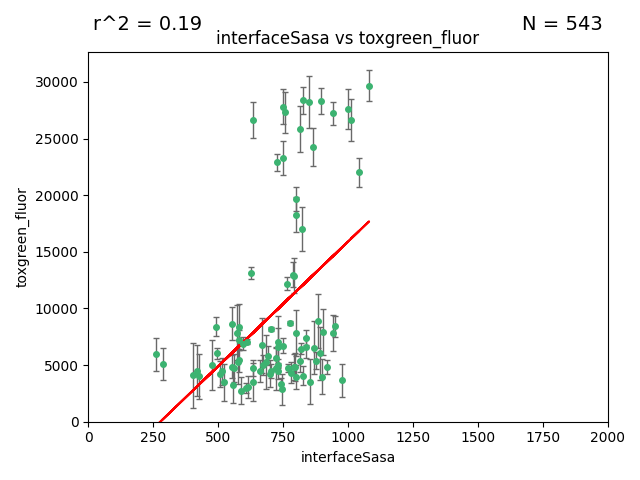 r^2 = 0.19
N = 543
interfaceSasa vs toxgreen_fluor
toxgreen_fluor
30000
25000
20000
15000
10000
5000
0
0 250 500 750 1000 1250 1500 1750 2000
interfaceSasa